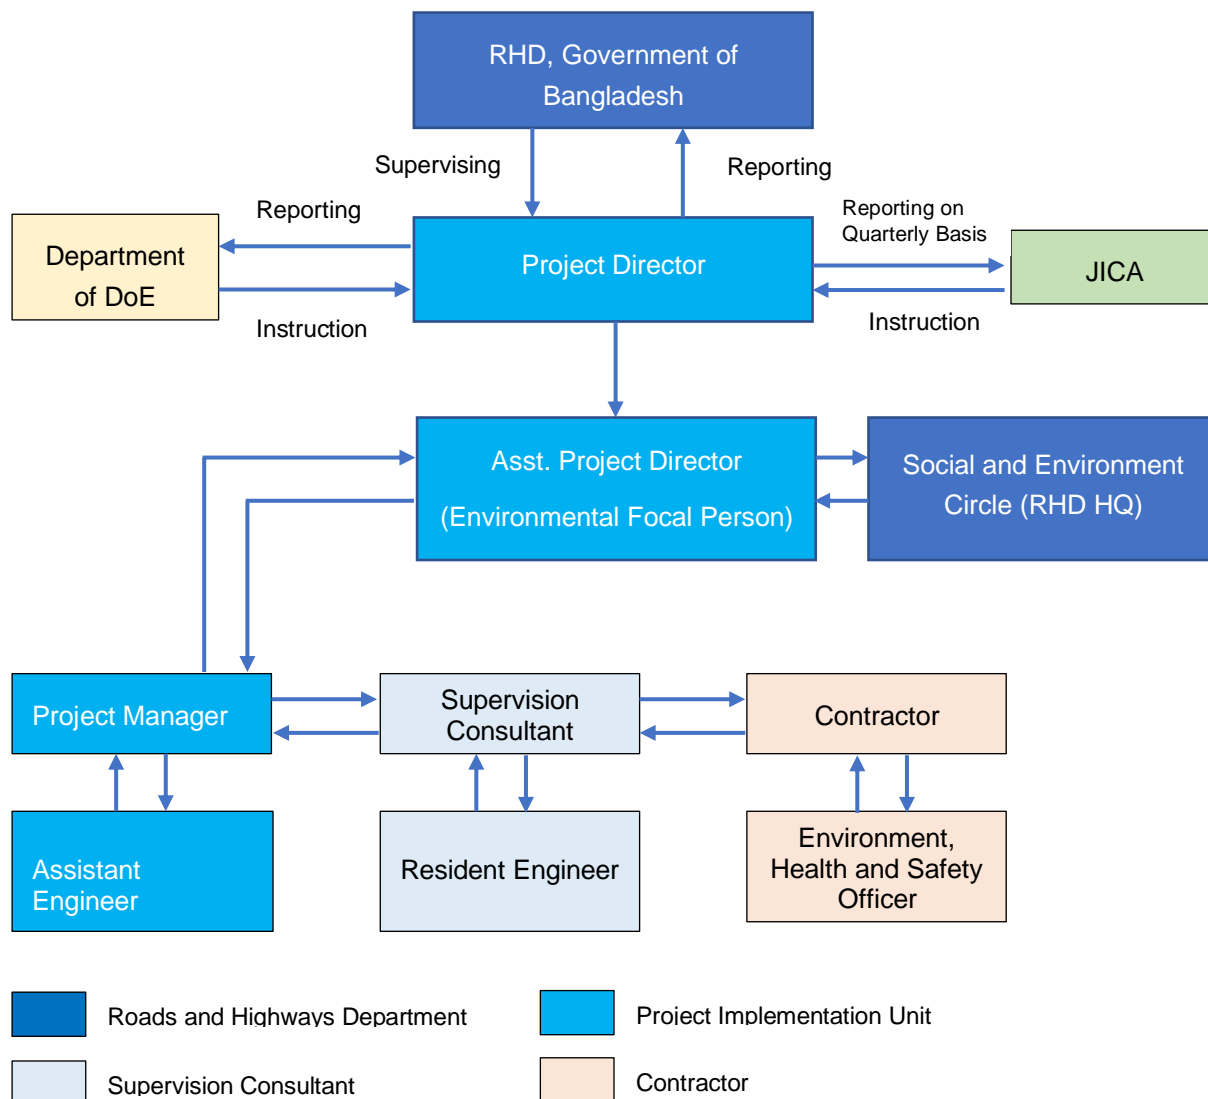 RHD, Government of
Bangladesh
Supervising
Reporting
Reporting
Reporting on
Quarterly Basis
Department
of DoE
Project Director
JICA
Instruction
Instruction
Asst. Project Director
(Environmental Focal Person)
Social and Environment
Circle (RHD HQ)
Project Manager
Supervision
Consultant
Contractor
Assistant
Engineer
Resident Engineer
Environment,
Health and Safety
Officer
Roads and Highways Department
Project Implementation Unit
Supervision Consultant
Contractor